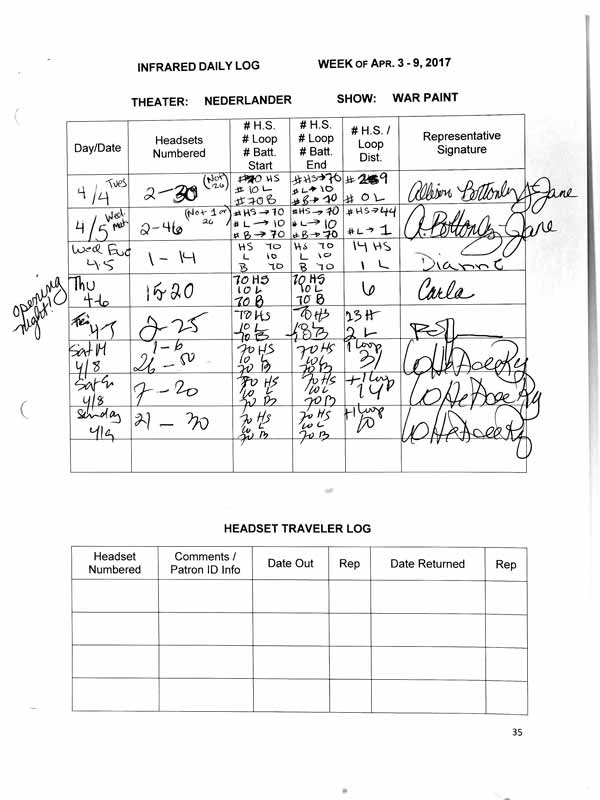 INFRARED DAILY LOG WEEK OF APR. 3 - 9, 2017
THEATER: NEDERLANDER SHOW: WAR PAINT
Day/Date Headsets Numbered # H.S. # Loop # Batt. Start # H.S. # Loop # Batt. End # H.S. / Loop Dist. Representative Signature
4/4 Tues 2-30 (Not 26) #70 HS #10 L #70 B #HS→70 #L→10 #B→70 # 9 # 0 L Allison Bottomley-Jane
4/5 Wed Mat 2-46 (Not 1 or 26) #HS→70 #L→10 #B→70 #HS→70 #L→10 #B→70 #HS→44 #L→1 A. Bottomley-Jane
Wed Eve 4-5 1-14 HS 70 L 10 B 70 HS 70 L 10 B 70 14 HS 1 L Dianne
opening night!
Thu 4-6 15-20 70 HS 10 L 70 B 70 HS 10 L 70 B 6 Carla
Fri 4-7 2-25 70 HS 10 L 70 B 70 HS 10 L 70 B 23 H 2 L
Sat M 4/8 1-6 26-50 70 HS 10 L 70 B 70 HS 10 L 70 B 1 Loop 31
Sat Ev 4/8 7-20 70 HS 10 L 70 B 70 HS 10 L 70 B +1 Loop 14
Sunday 4/9 21-30 70 HS 10 L 70 B 70 HS 10 L 70 B +1 Loop 10
HEADSET TRAVELER LOG
Headset Numbered Comments / Patron ID Info Date Out Rep Date Returned Rep
35